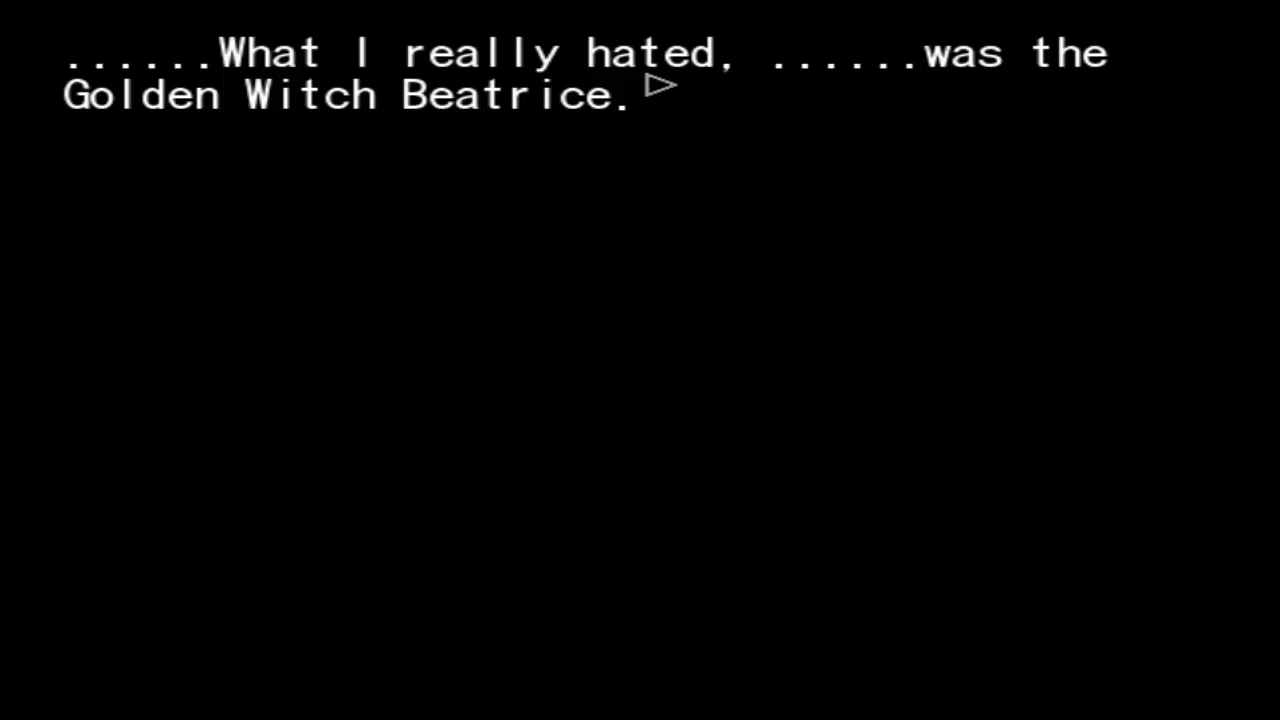 ......What I really hated, ......was the
Golden Witch Beatrice.